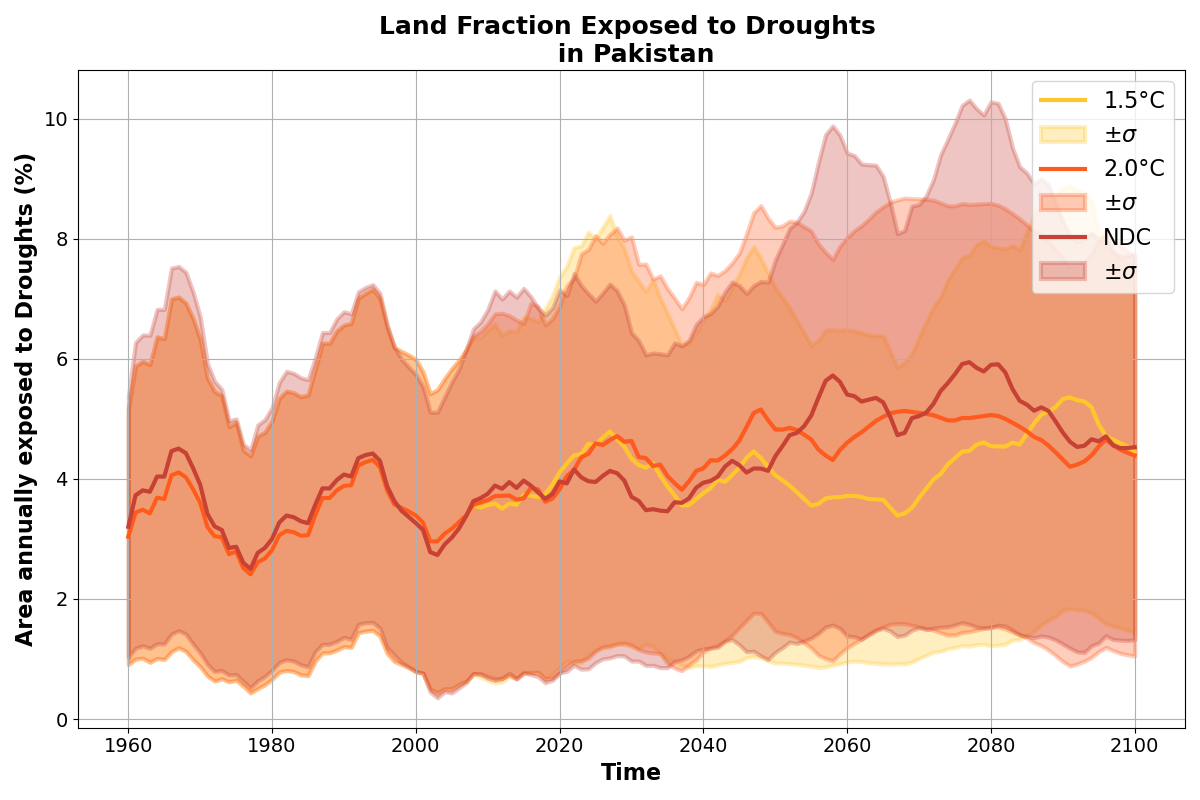 Land Fraction Exposed to Droughts
in Pakistan
Area annually exposed to Droughts (%)
10
8
6
4
2
0
1960 1980 2000 2020 2040 2060 2080 2100
Time
1.5°C
±σ
2.0°C
±σ
NDC
±σ